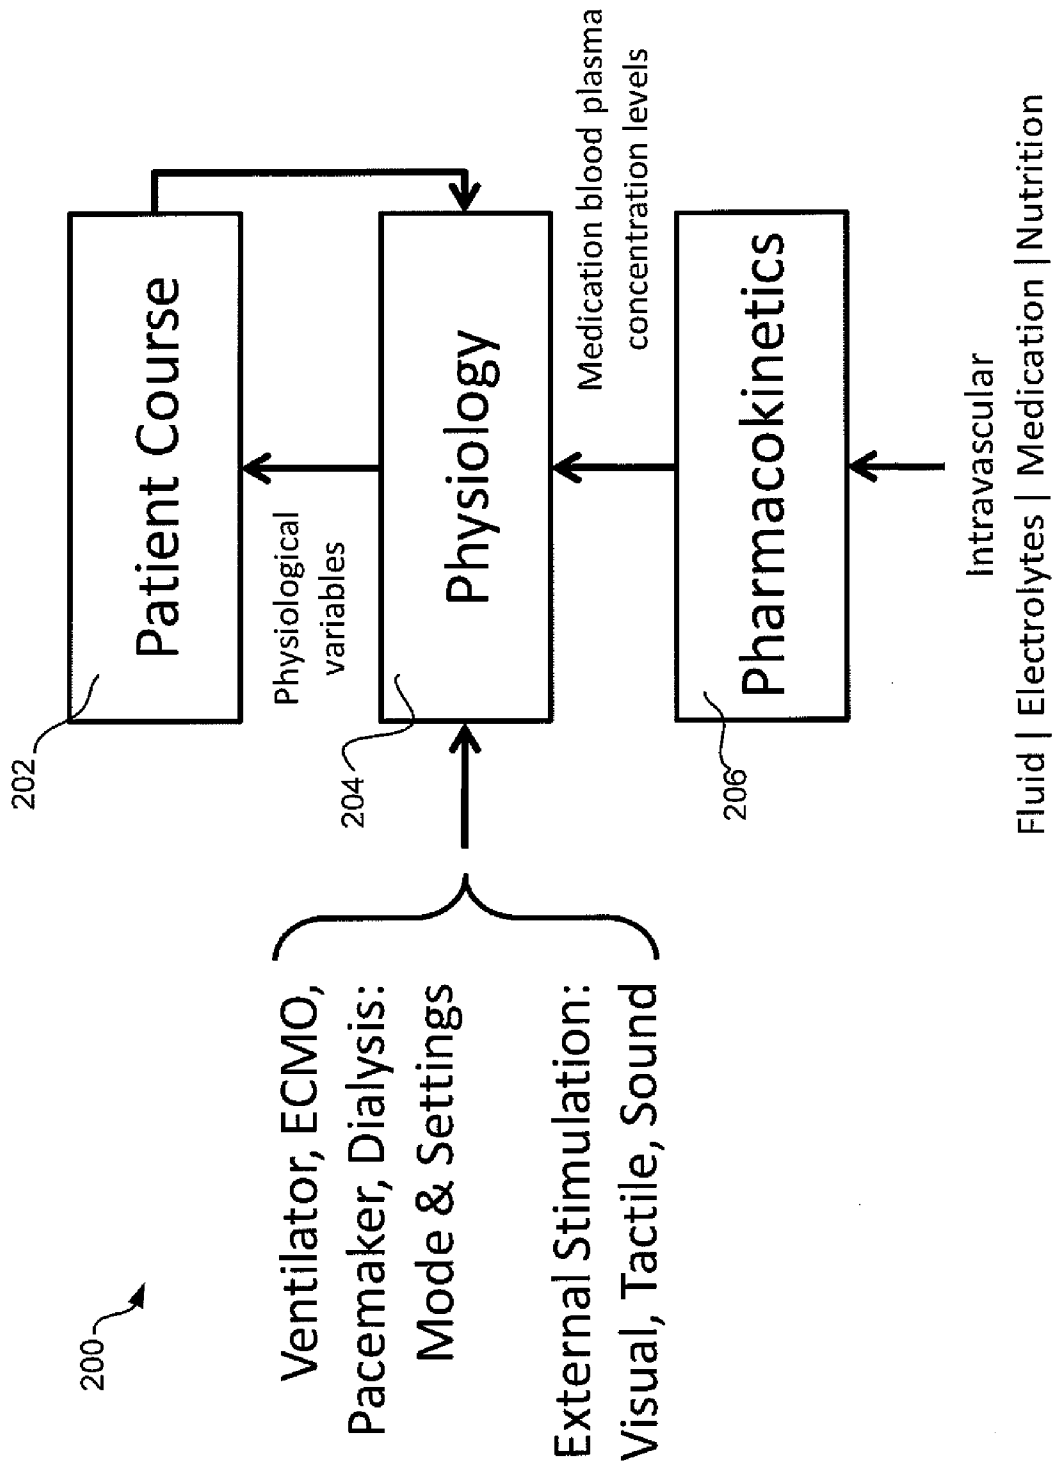 200
Ventilator, ECMO,
Pacemaker, Dialysis:
Mode & Settings
External Stimulation:
Visual, Tactile, Sound
202
Patient Course
Physiological
variables
204
Physiology
Medication blood plasma
concentration levels
206
Pharmacokinetics
Intravascular
Fluid | Electrolytes | Medication |Nutrition